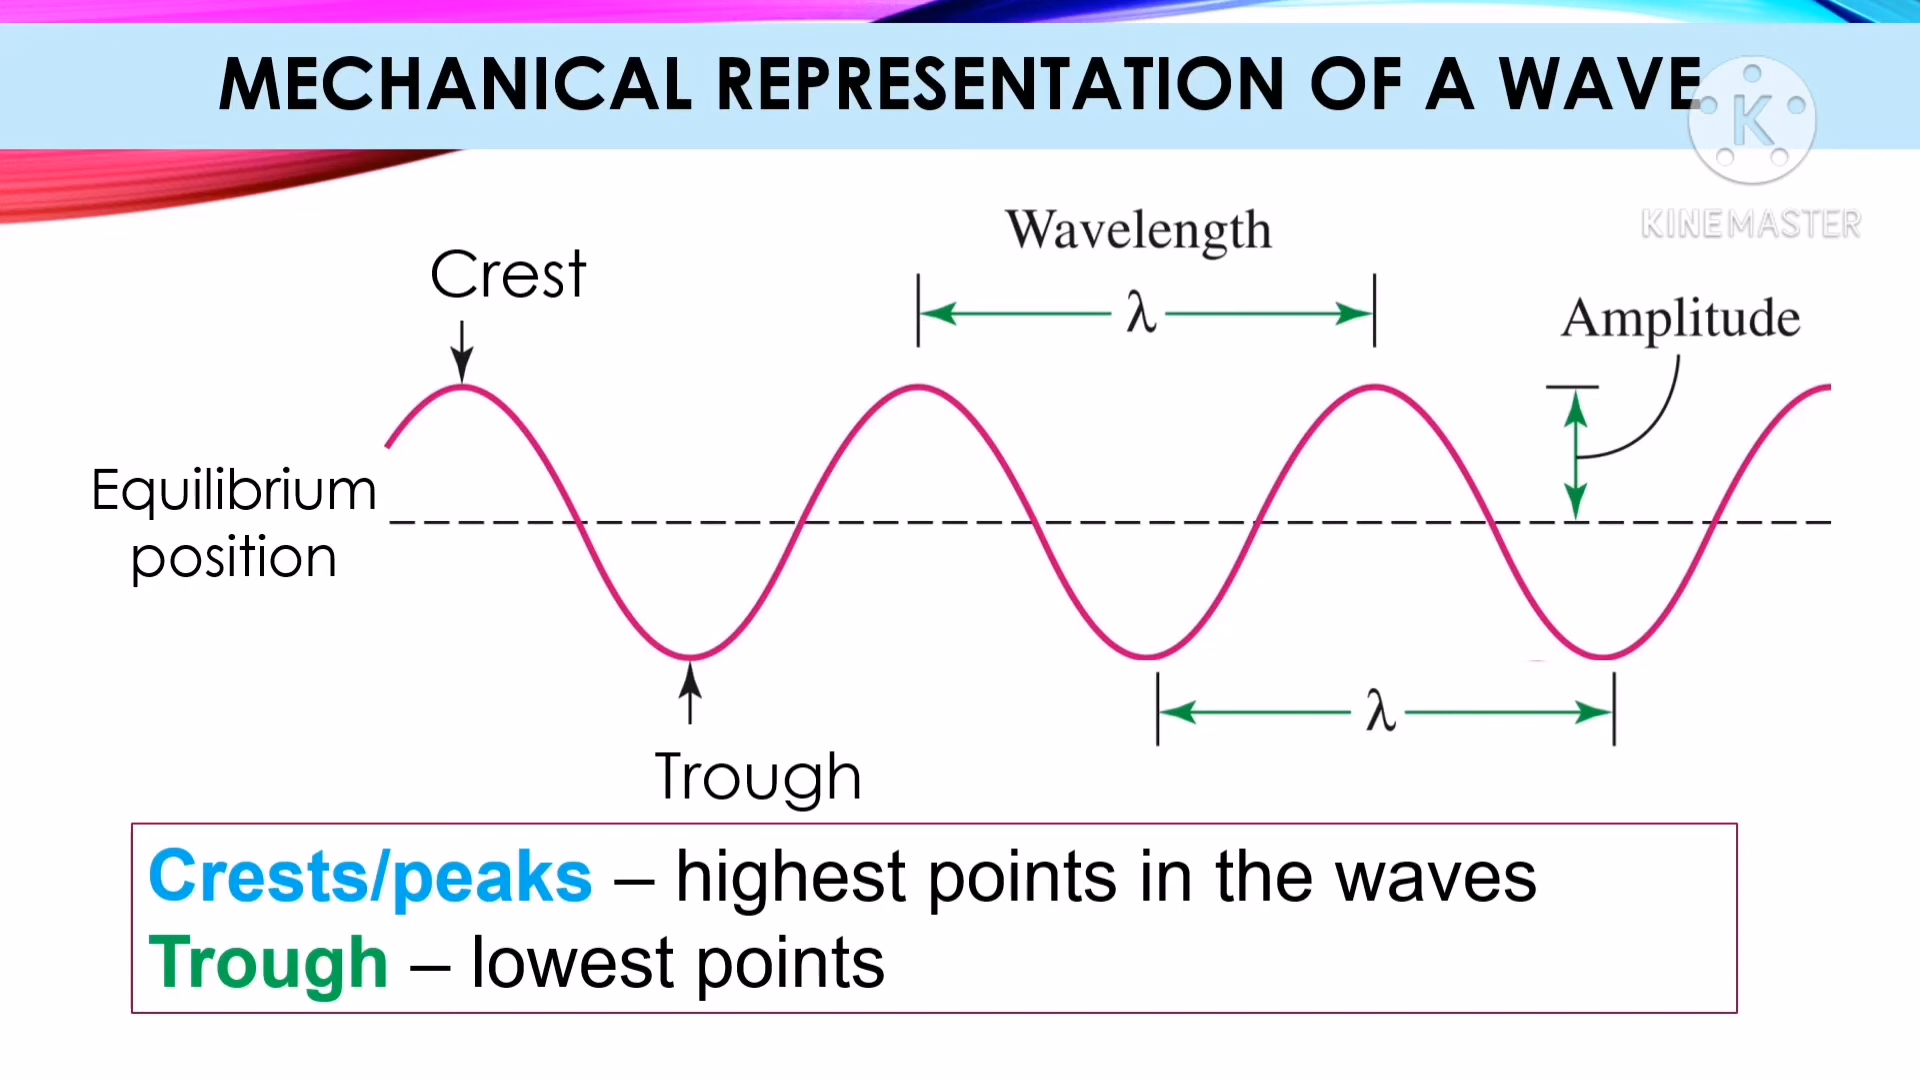 MECHANICAL REPRESENTATION OF A WAVE
K
KINEMASTER
Wavelength
Crest
λ
Amplitude
Equilibrium
position
λ
Trough
Crests/peaks – highest points in the waves
Trough – lowest points